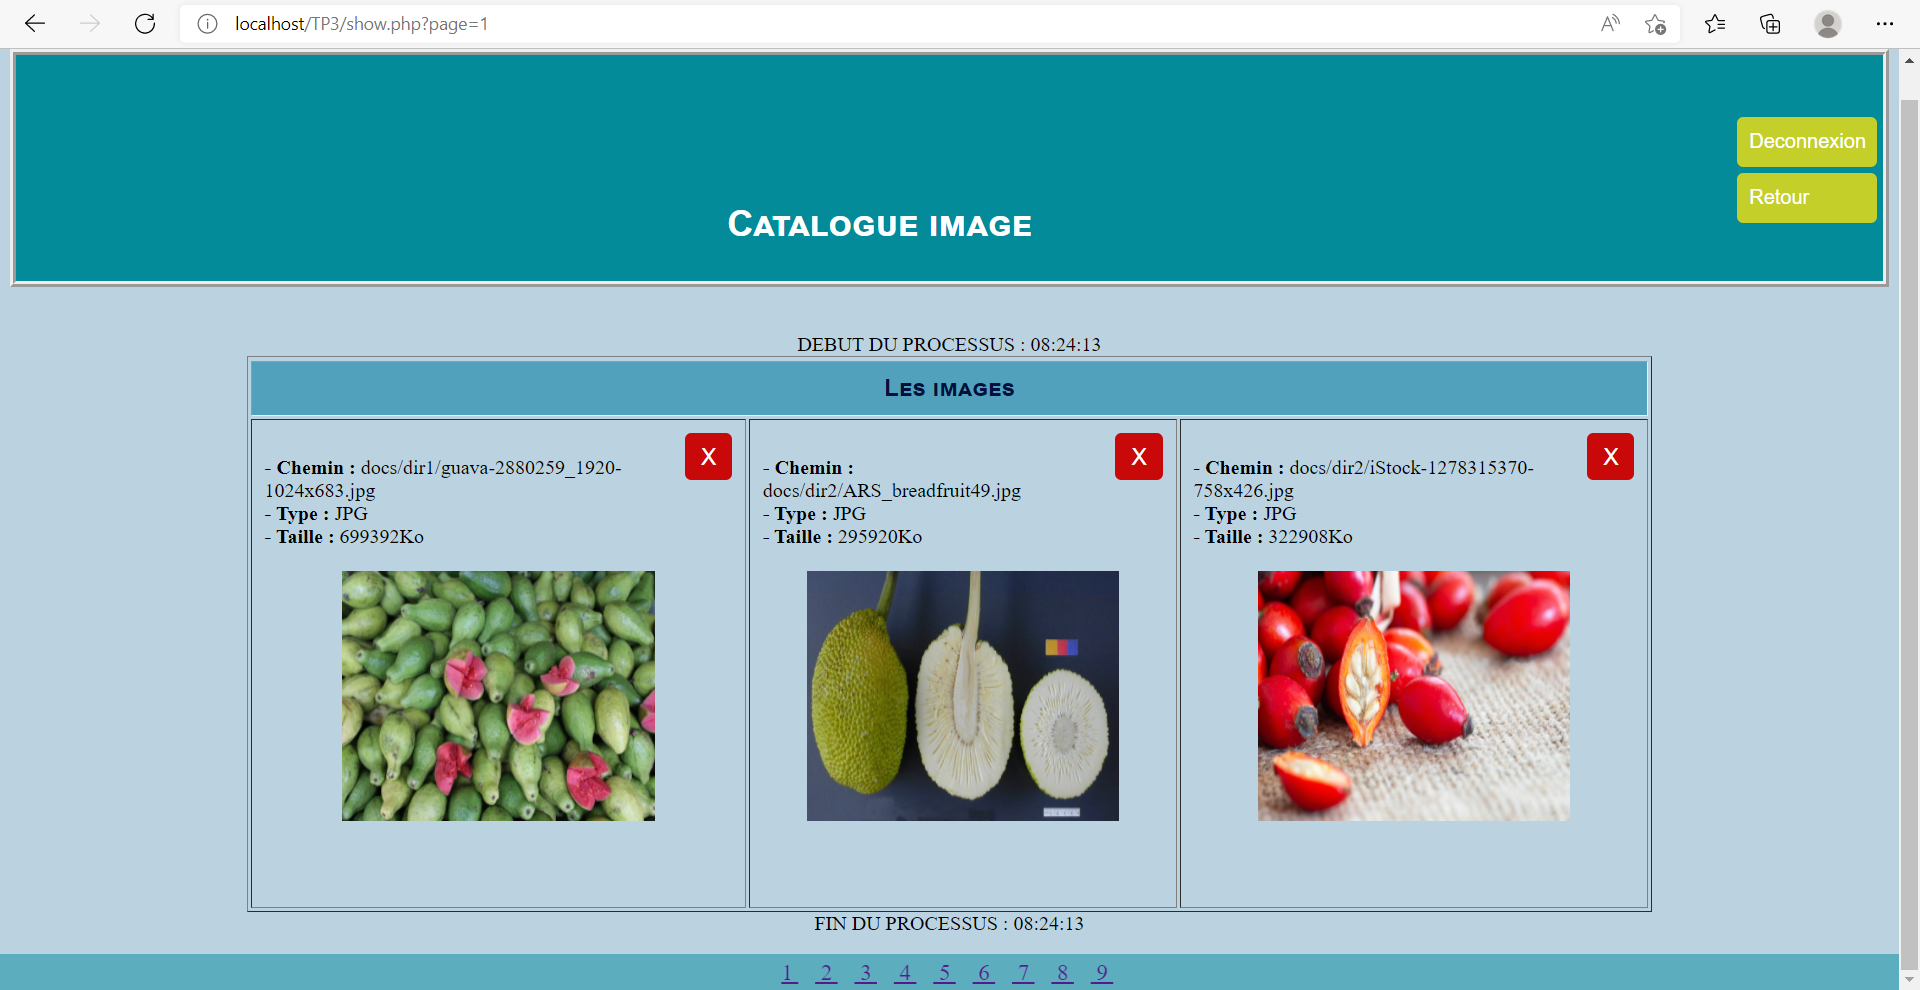 localhost/TP3/show.php?page=1
Deconnexion
Retour
Catalogue image
DEBUT DU PROCESSUS : 08:24:13
Les images
X
- Chemin : docs/dir1/guava-2880259_1920-
1024x683.jpg
- Type : JPG
- Taille : 699392Ko
X
- Chemin :
docs/dir2/ARS_breadfruit49.jpg
- Type : JPG
- Taille : 295920Ko
X
- Chemin : docs/dir2/iStock-1278315370-
758x426.jpg
- Type : JPG
- Taille : 322908Ko
FIN DU PROCESSUS : 08:24:13
1 2 3 4 5 6 7 8 9